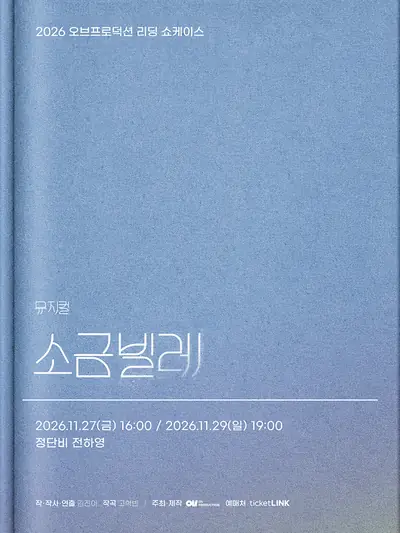 2026 오브프로덕션 리딩 쇼케이스
뮤지컬
소금빌레
2026.11.27(금) 16:00 / 2026.11.29(일) 19:00
정단비 전하영
작·작사·연출 작곡 | 주최·제작 예매처 ticketLINK